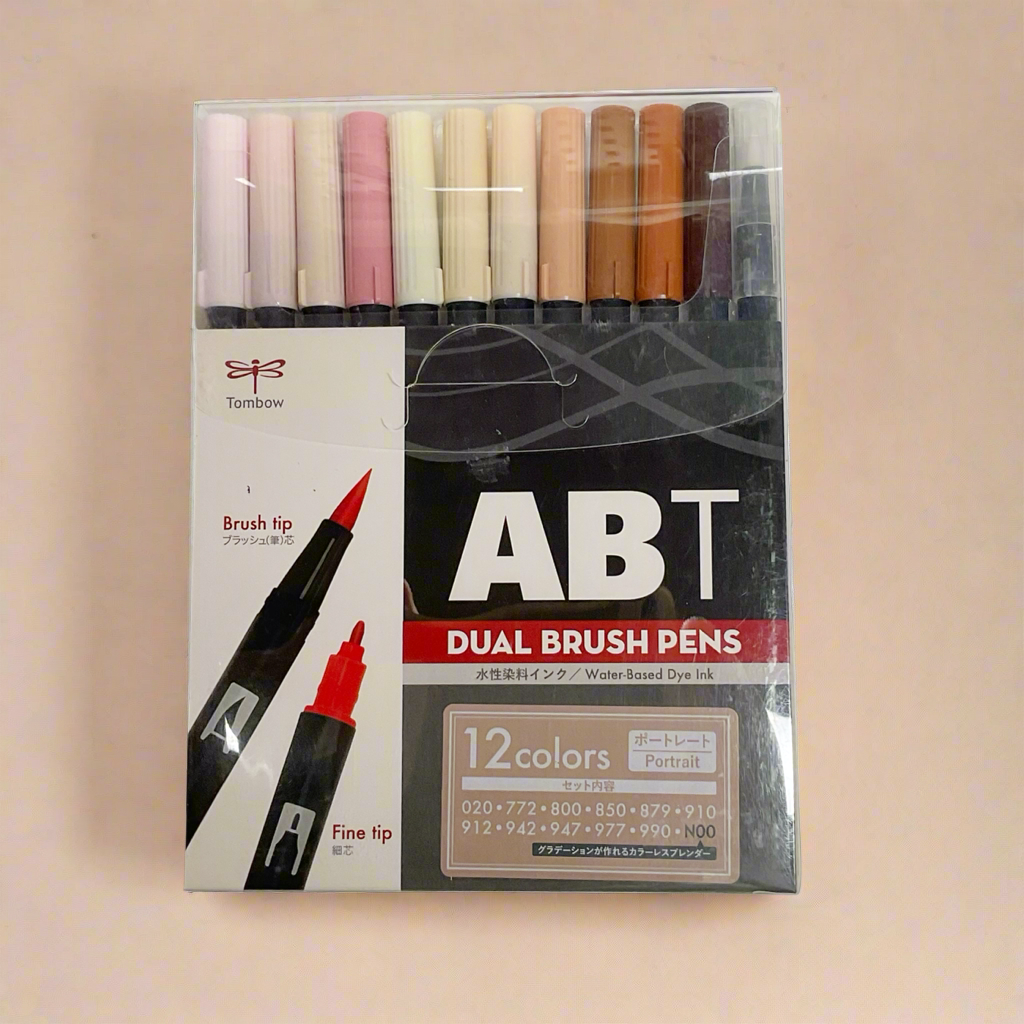 Tombow
Brush tip
ブラッシュ(筆)芯
Fine tip
細芯
ABT
DUAL BRUSH PENS
水性染料インク／Water-Based Dye Ink
12colors
ポートレート
Portrait
セット内容
020・772・800・850・879・910
912・942・947・977・990・N00
グラデーションが作れるカラーレスブレンダー